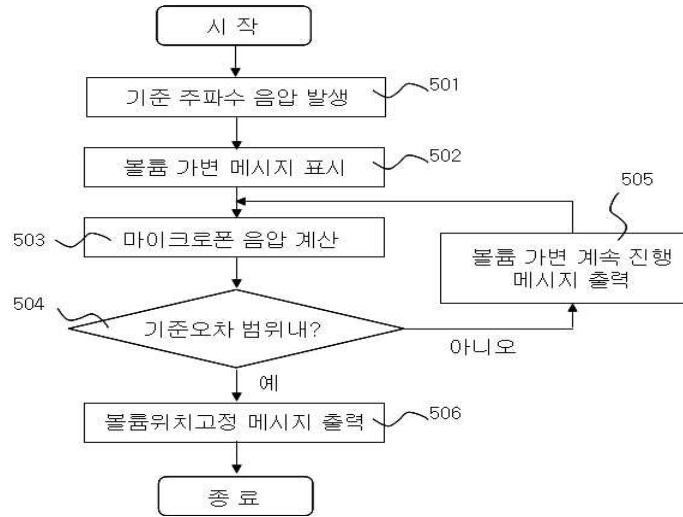 시 작
기준 주파수 음압 발생
501
볼륨 가변 메시지 표시
502
505
503
마이크로폰 음압 계산
볼륨 가변 계속 진행
메시지 출력
504
기준오차 범위내?
아니오
예
볼륨위치고정 메시지 출력
506
종 료